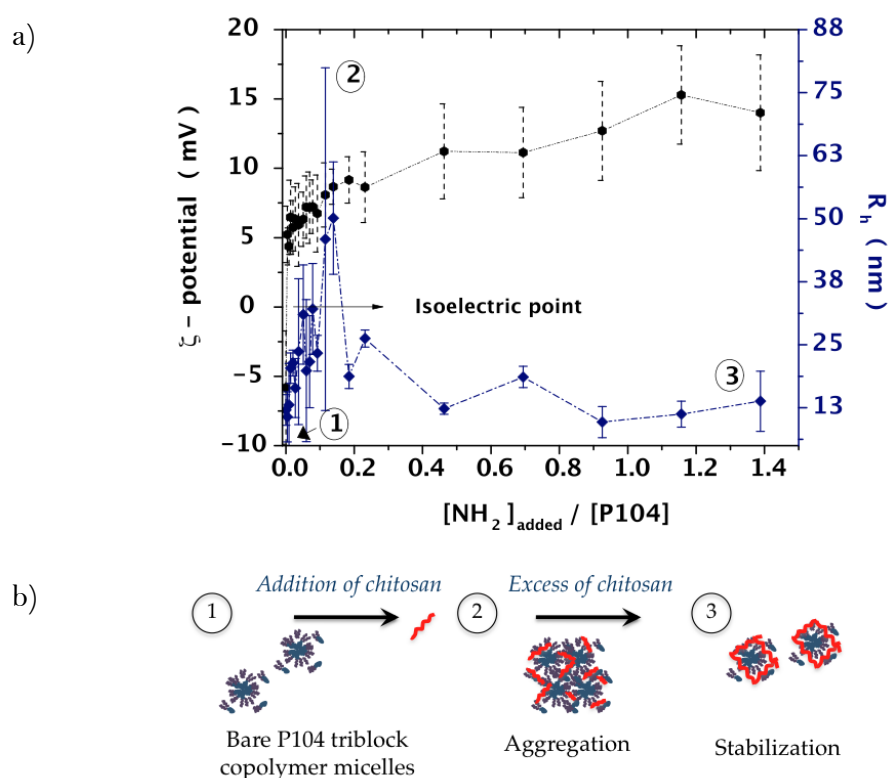 a)
20
15
10
5
0
−5
−10
ζ – potential ( mV )
88
75
63
50
38
25
13
R h ( nm )
2
Isoelectric point
3
1
0.0 0.2 0.4 0.6 0.8 1.0 1.2 1.4
[NH2]added / [P104]
b)
Addition of chitosan
Excess of chitosan
1
2
3
Bare P104 triblock
copolymer micelles
Aggregation
Stabilization